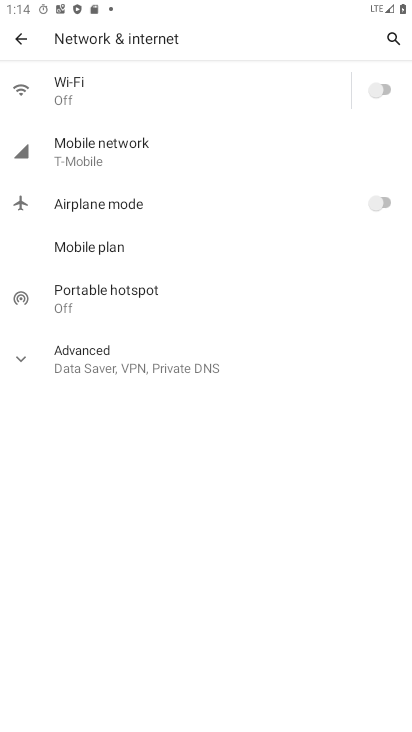 1:14
LTE
Network & internet
Wi-Fi
Off
Mobile network
T-Mobile
Airplane mode
Mobile plan
Portable hotspot
Off
Advanced
Data Saver, VPN, Private DNS